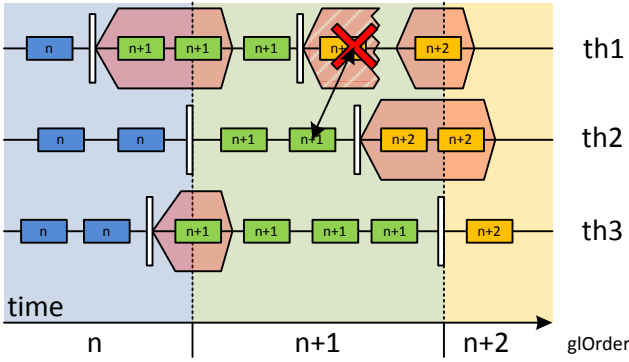 n n+1 n+1 n+1 n+2 n+2 th1
n n n+1 n+1 n+2 n+2 th2
n n n+1 n+1 n+1 n+1 n+2 th3
time
n n+1 n+2 glOrder